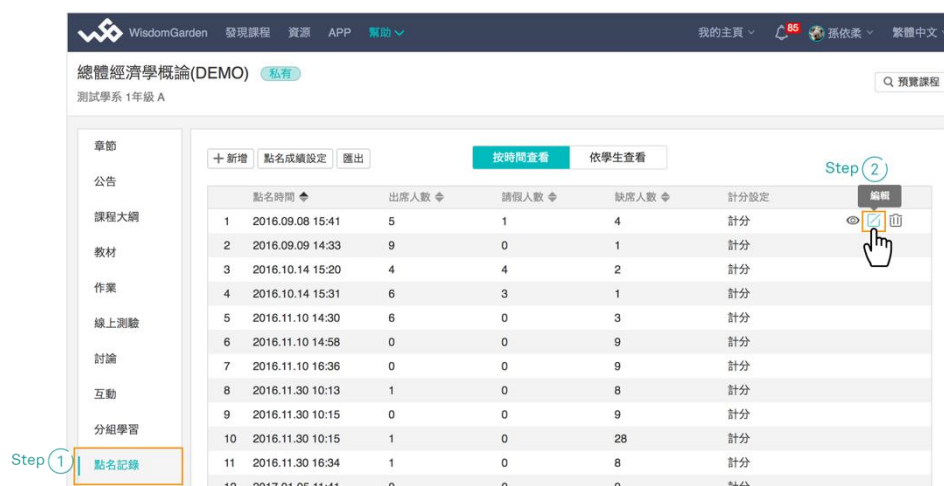 WisdomGarden 發現課程 資源 APP 幫助 我的主頁 85 孫依柔 繁體中文
總體經濟學概論(DEMO) 私有
測試學系 1年級 A
預覽課程
章節
公告
課程大綱
教材
作業
線上測驗
討論
互動
分組學習
Step 1 點名記錄
+新增 點名成績設定 匯出 按時間查看 依學生查看
Step 2
編輯
點名時間 出席人數 請假人數 缺席人數 計分設定
1 2016.09.08 15:41 5 1 4 計分
2 2016.09.09 14:33 9 0 1 計分
3 2016.10.14 15:20 4 4 2 計分
4 2016.10.14 15:31 6 3 1 計分
5 2016.11.10 14:30 6 0 3 計分
6 2016.11.10 14:58 0 0 9 計分
7 2016.11.10 16:36 0 0 9 計分
8 2016.11.30 10:13 1 0 8 計分
9 2016.11.30 10:15 0 0 9 計分
10 2016.11.30 10:15 1 0 28 計分
11 2016.11.30 16:34 1 0 8 計分